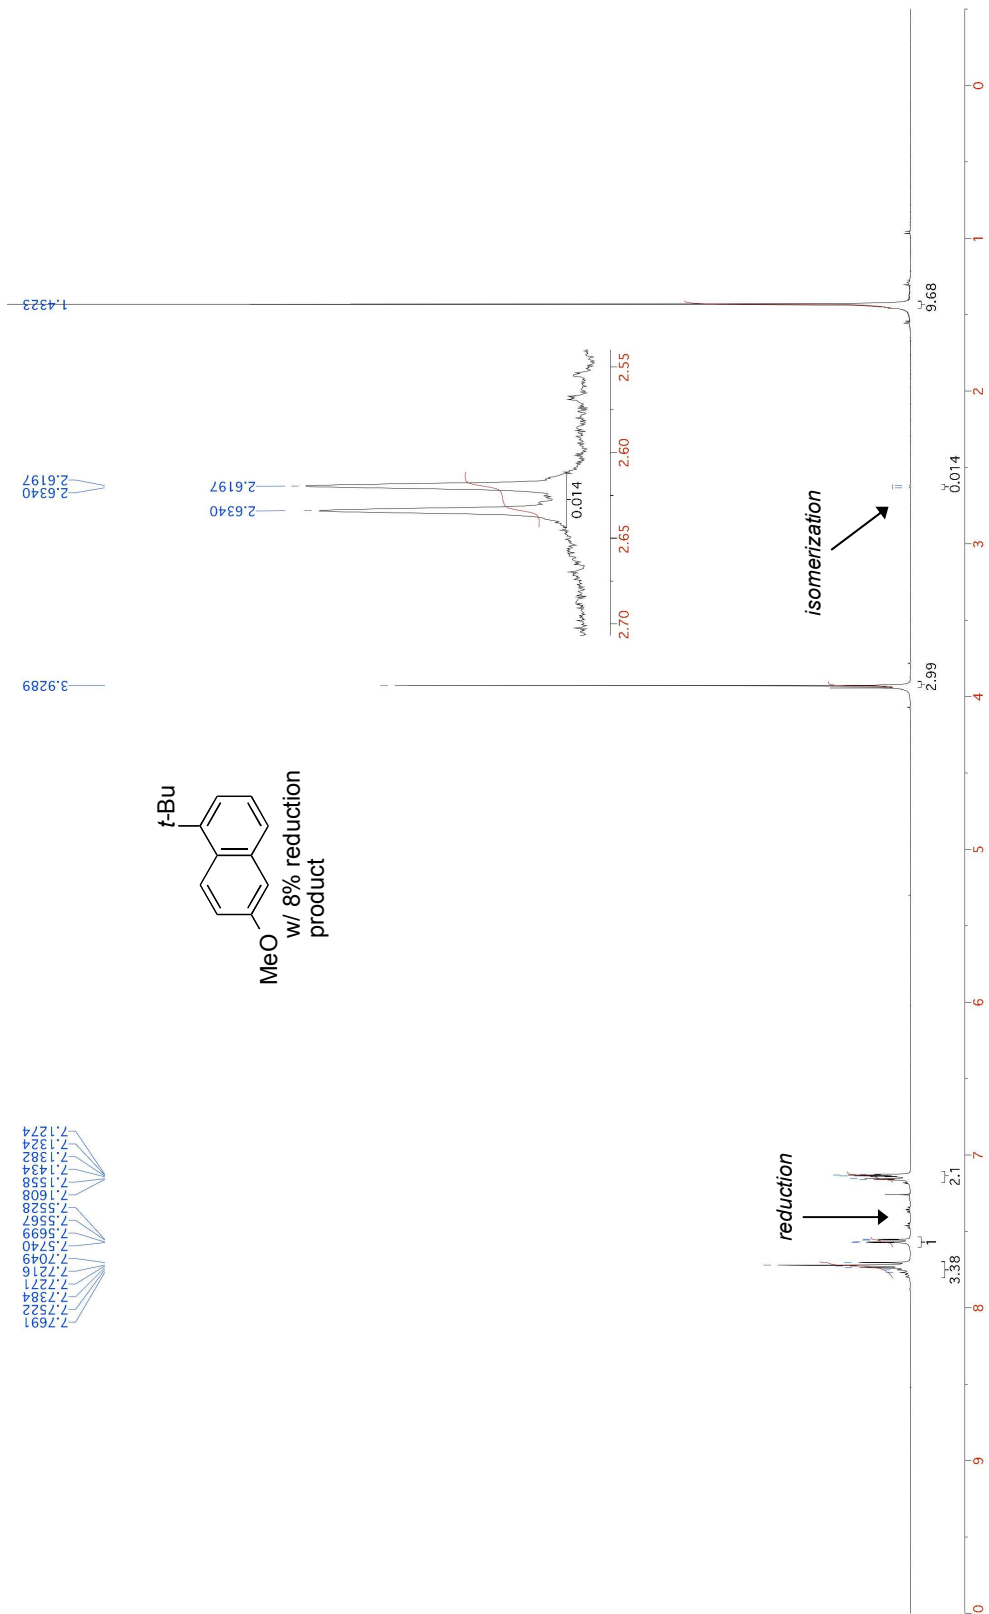 7.7691
7.7522
7.7384
7.7271
7.7216
7.7049
7.5740
7.5699
7.5567
7.5528
7.1608
7.1558
7.1434
7.1382
7.1324
7.1274
3.9289
2.6340
2.6197
1.4323
t-Bu
MeO
w/ 8% reduction
product
2.6340
2.6197
0.014
2.70 2.65 2.60 2.55
reduction
isomerization
3.38 1 2.1 2.99 0.014 9.68
0 9 8 7 6 5 4 3 2 1 0